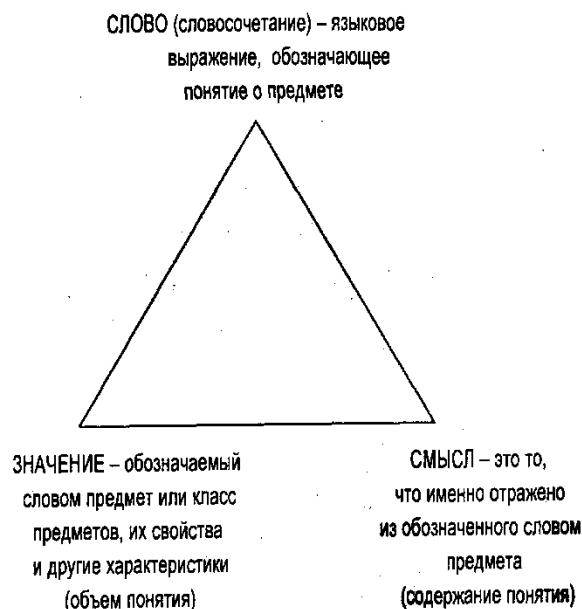 СЛОВО (словосочетание) – языковое
выражение, обозначающее
понятие о предмете
ЗНАЧЕНИЕ – обозначаемый
словом предмет или класс
предметов, их свойства
и другие характеристики
(объем понятия)
СМЫСЛ – это то,
что именно отражено
из обозначенного словом
предмета
(содержание понятия)